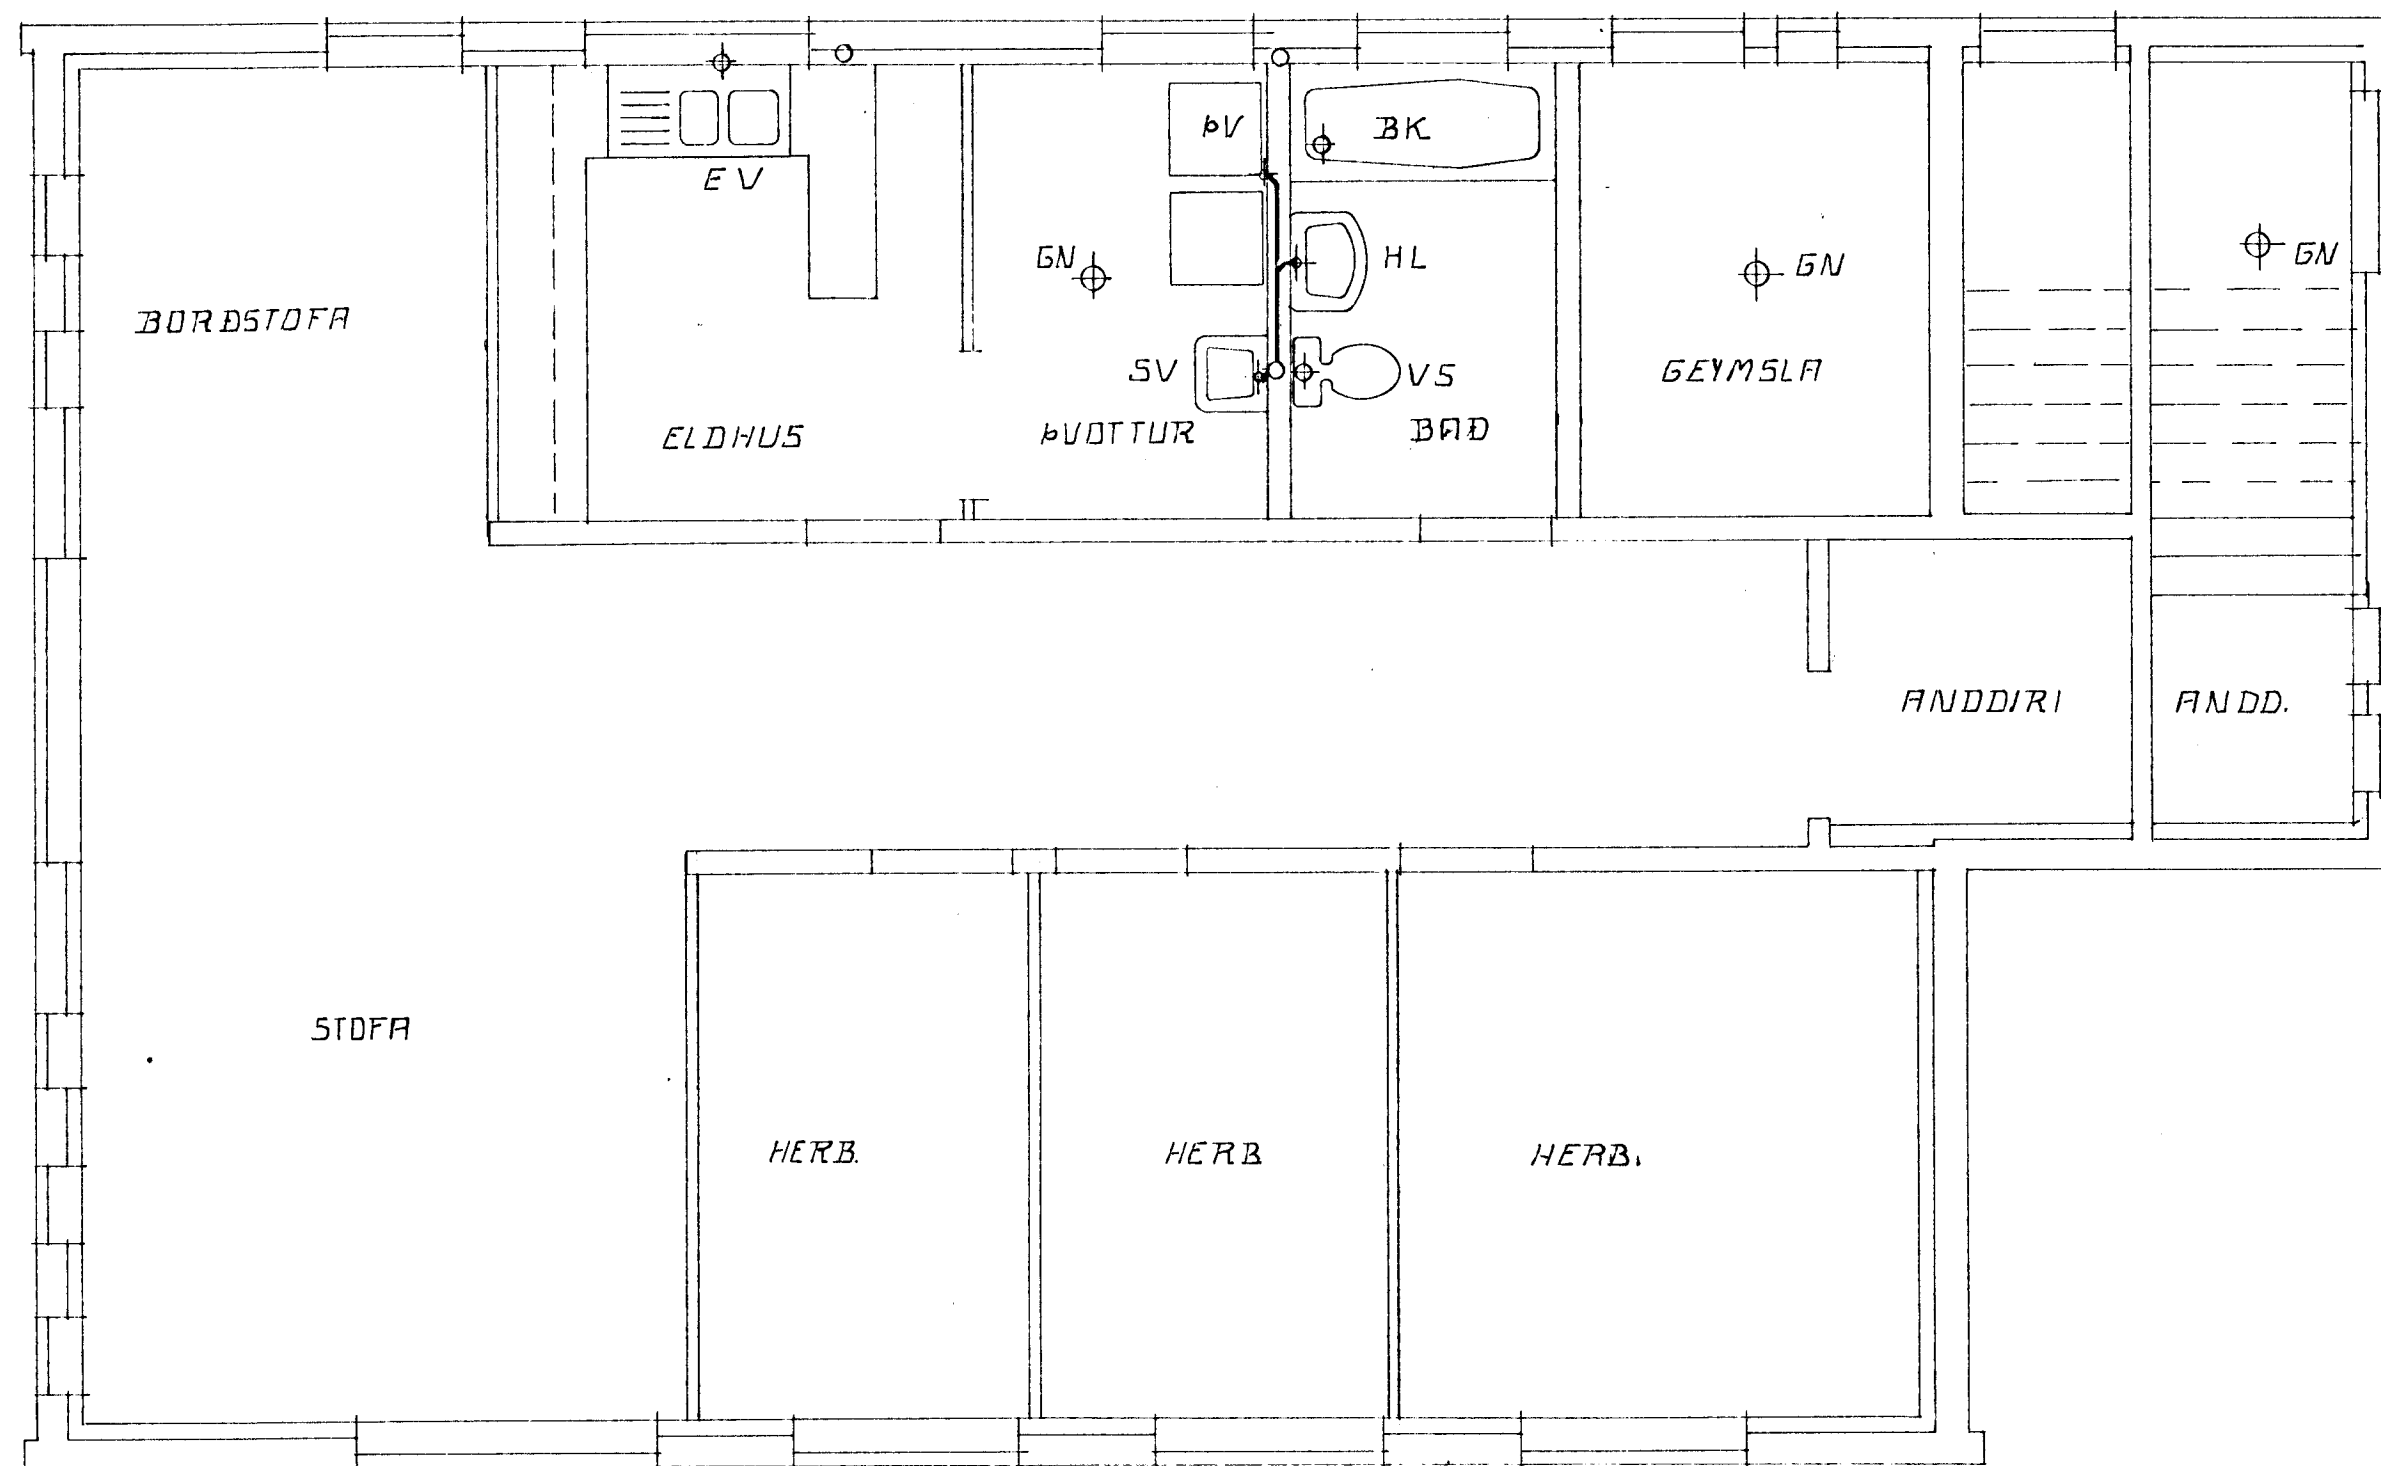 ÞV
BK
EV
GN
HL
GN
GN
BORÐSTOFA
SV
VS
GEYMSLA
ELDHUS
ÞVOTTUR
BAÐ
ANDDIRI
ANDD.
STOFA
HERB.
HERB
HERB.